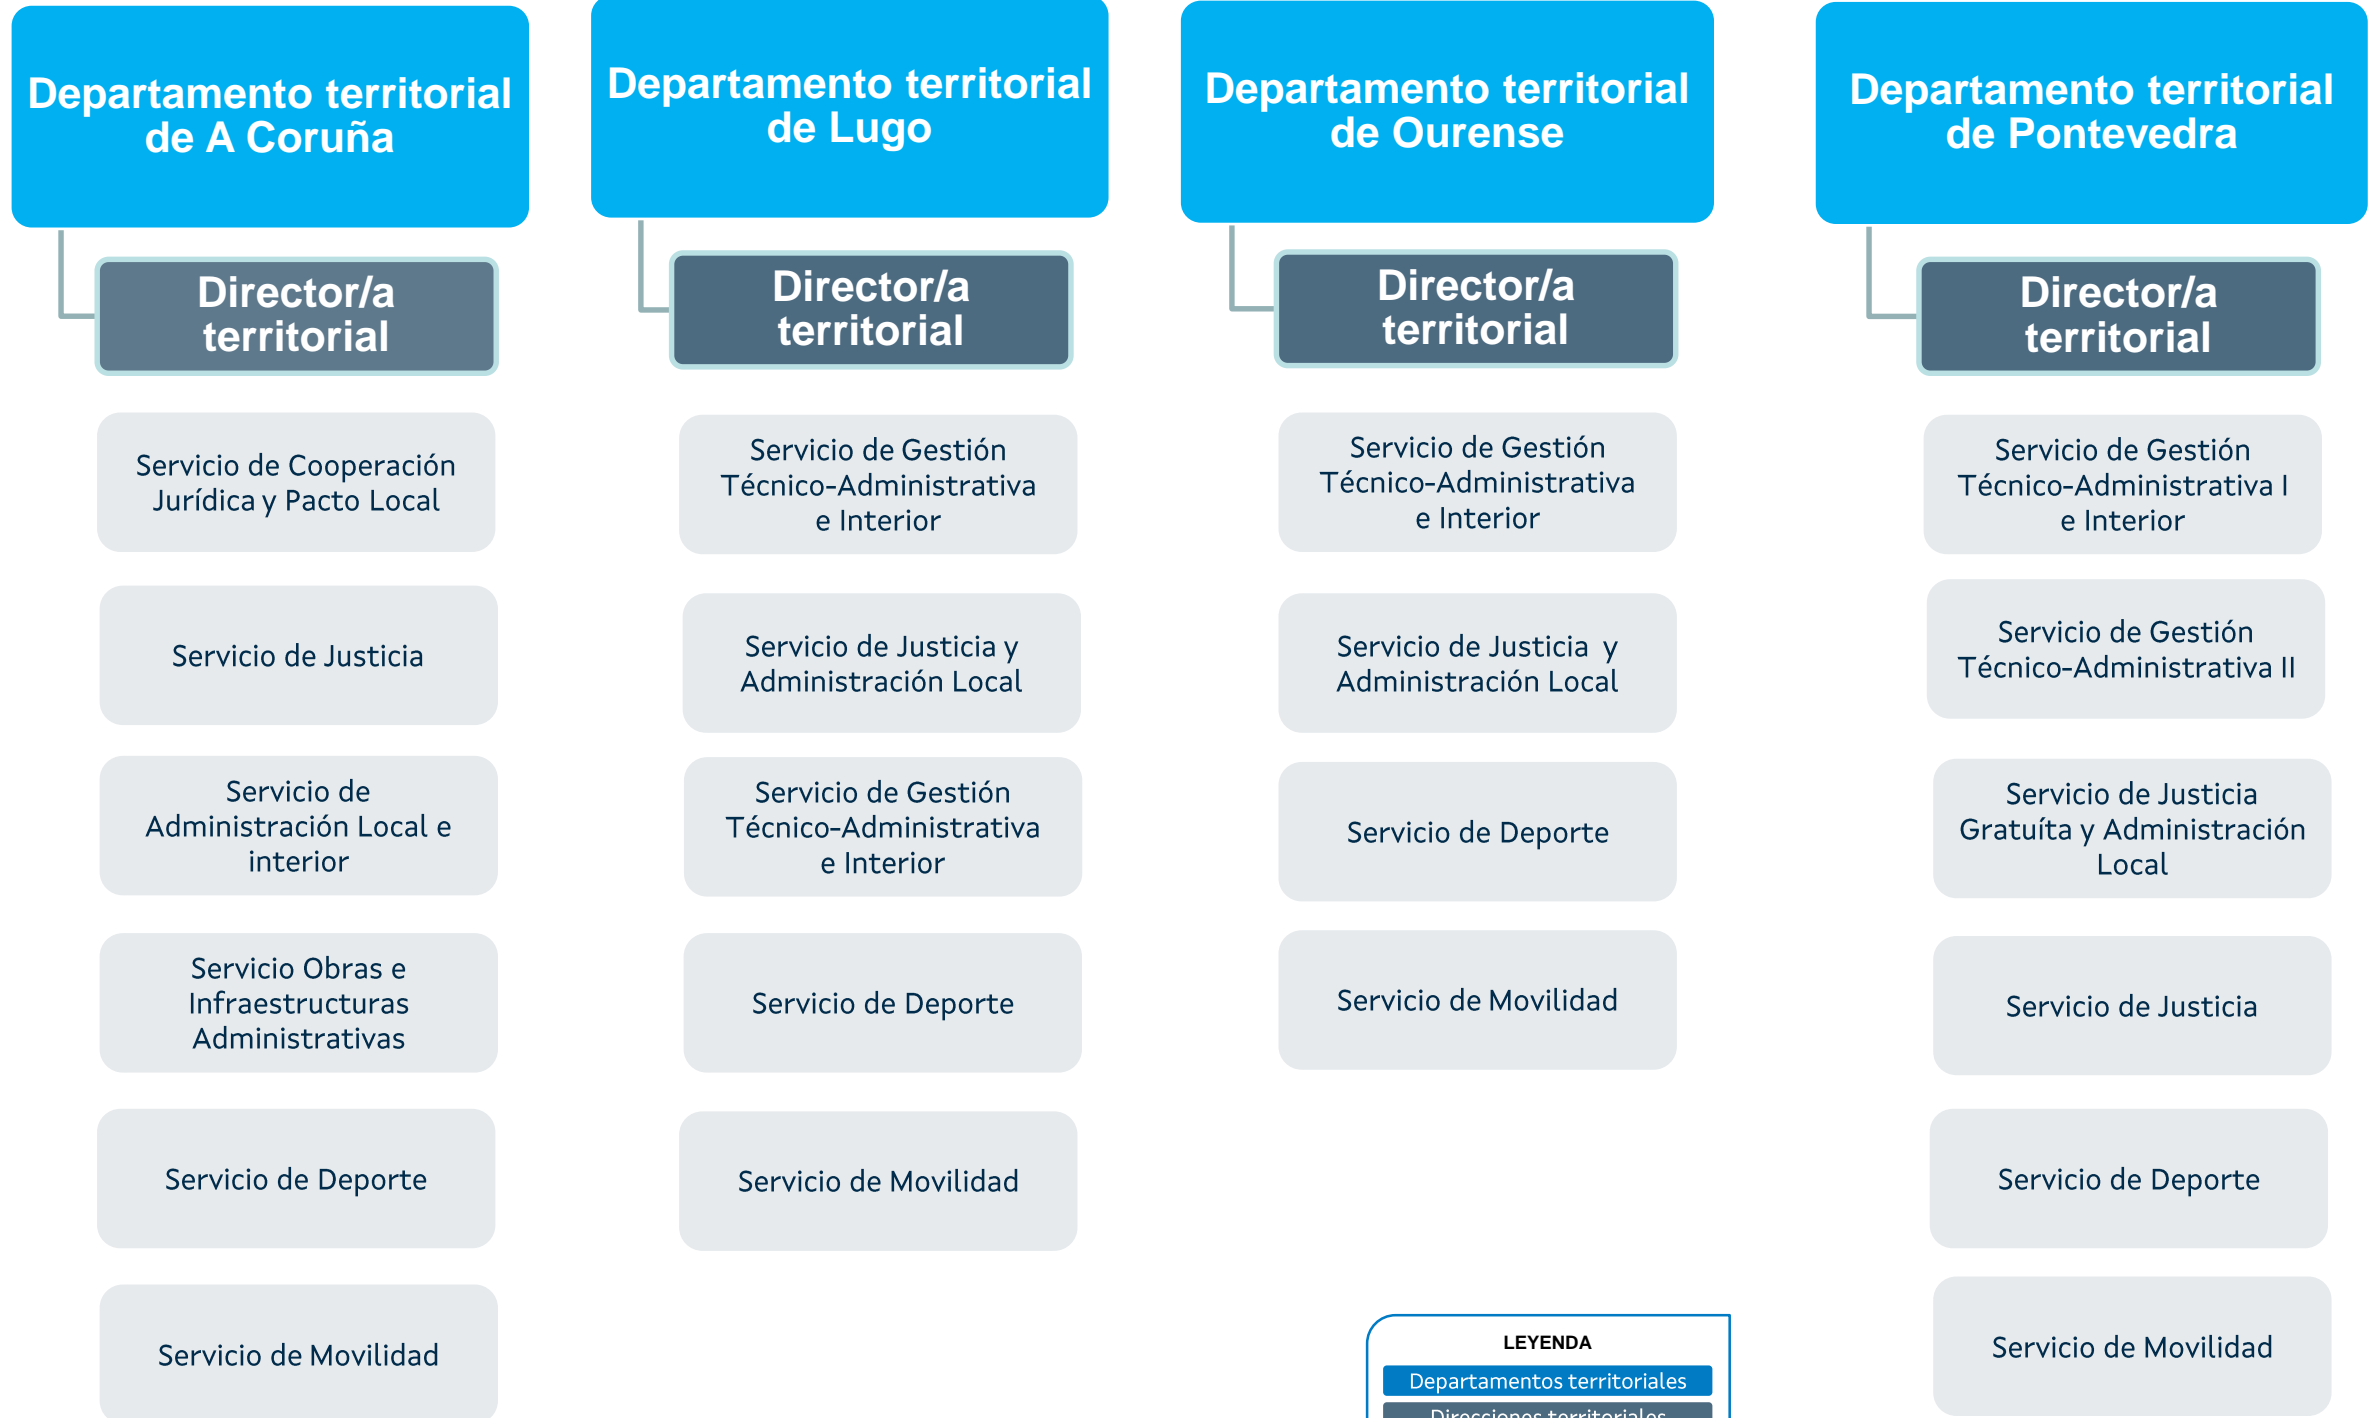 Departamento territorial
de A Coruña
Director/a
territorial
Servicio de Cooperación
Jurídica y Pacto Local
Servicio de Justicia
Servicio de
Administración Local e
interior
Servicio Obras e
Infraestructuras
Administrativas
Servicio de Deporte
Servicio de Movilidad
Departamento territorial
de Lugo
Director/a
territorial
Servicio de Gestión
Técnico-Administrativa
e Interior
Servicio de Justicia y
Administración Local
Servicio de Gestión
Técnico-Administrativa
e Interior
Servicio de Deporte
Servicio de Movilidad
Departamento territorial
de Ourense
Director/a
territorial
Servicio de Gestión
Técnico-Administrativa
e Interior
Servicio de Justicia y
Administración Local
Servicio de Deporte
Servicio de Movilidad
Departamento territorial
de Pontevedra
Director/a
territorial
Servicio de Gestión
Técnico-Administrativa I
e Interior
Servicio de Gestión
Técnico-Administrativa II
Servicio de Justicia
Gratuíta y Administración
Local
Servicio de Justicia
Servicio de Deporte
Servicio de Movilidad
LEYENDA
Departamentos territoriales
Direcciones territoriales